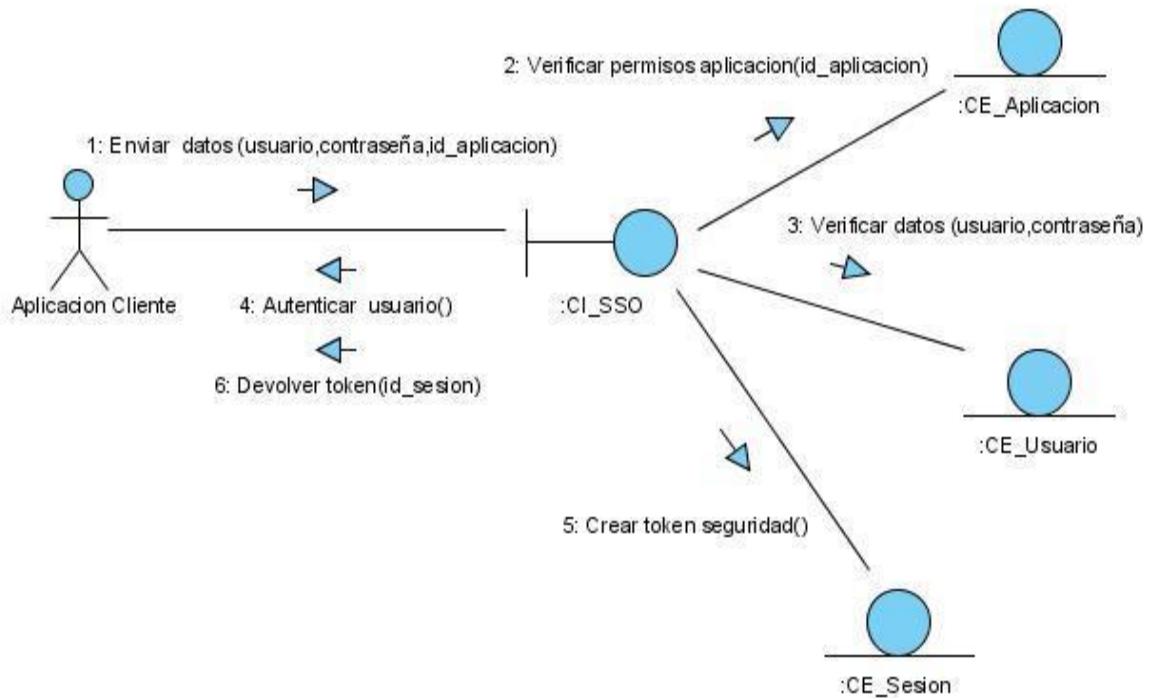 2: Verificar permisos aplicacion(id_aplicacion)
:CE_Aplicacion
1: Enviar datos (usuario,contraseña,id_aplicacion)
3: Verificar datos (usuario,contraseña)
Aplicacion Cliente
4: Autenticar usuario()
:CI_SSO
6: Devolver token(id_sesion)
:CE_Usuario
5: Crear token seguridad()
:CE_Sesion